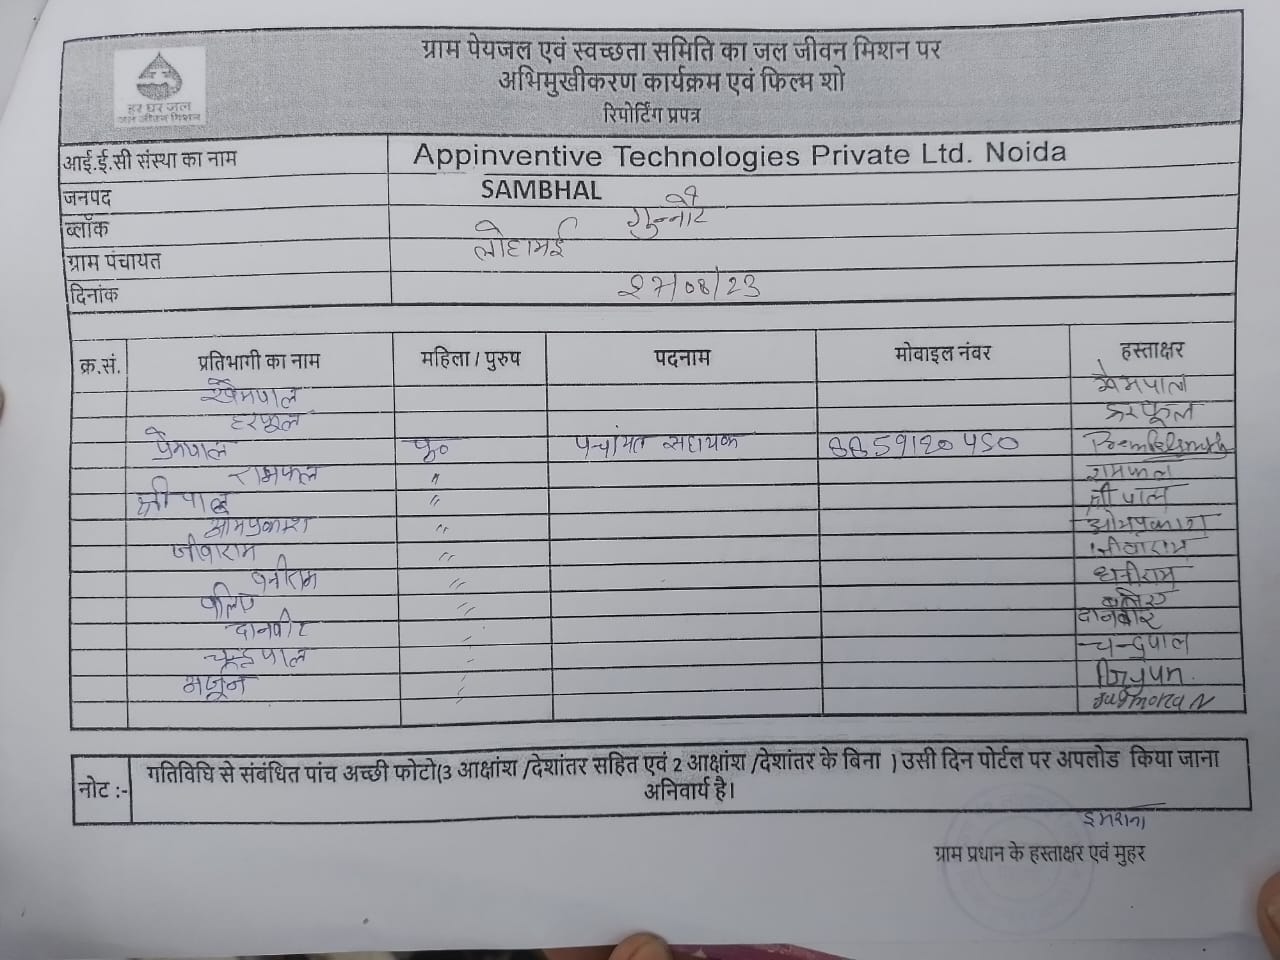 हर घर जल
जल जीवन मिशन
ग्राम पेयजल एवं स्वच्छता समिति का जल जीवन मिशन पर
अभिमुखीकरण कार्यक्रम एवं फिल्म शो
रिपोर्टिंग प्रपत्र
आई.ई.सी संस्था का नाम Appinventive Technologies Private Ltd. Noida
जनपद SAMBHAL
ब्लॉक गुन्नौर
ग्राम पंचायत लोहामई
दिनांक 27/08/23
क्र.सं. प्रतिभागी का नाम महिला / पुरुष पदनाम मोबाइल नंबर हस्ताक्षर
खेमपाल खेमपाल
हरफूल हरफूल
प्रेमपाल पु० पंचायत सहायक
रामफल " रामफल
श्री पाल " श्री पाल
ओमप्रकाश " ओमप्रकाश
जीवाराम " जीवाराम
धनीराम " धनीराम
"
दानवीर " दानवीर
चन्द्रपाल " चन्द्रपाल
अर्जुन "
नोट :- गतिविधि से संबंधित पांच अच्छी फोटो(3 आक्षांश /देशांतर सहित एवं 2 आक्षांश /देशांतर के बिना ) उसी दिन पोर्टल पर अपलोड किया जाना
अनिवार्य है।
इमराना
ग्राम प्रधान के हस्ताक्षर एवं मुहर